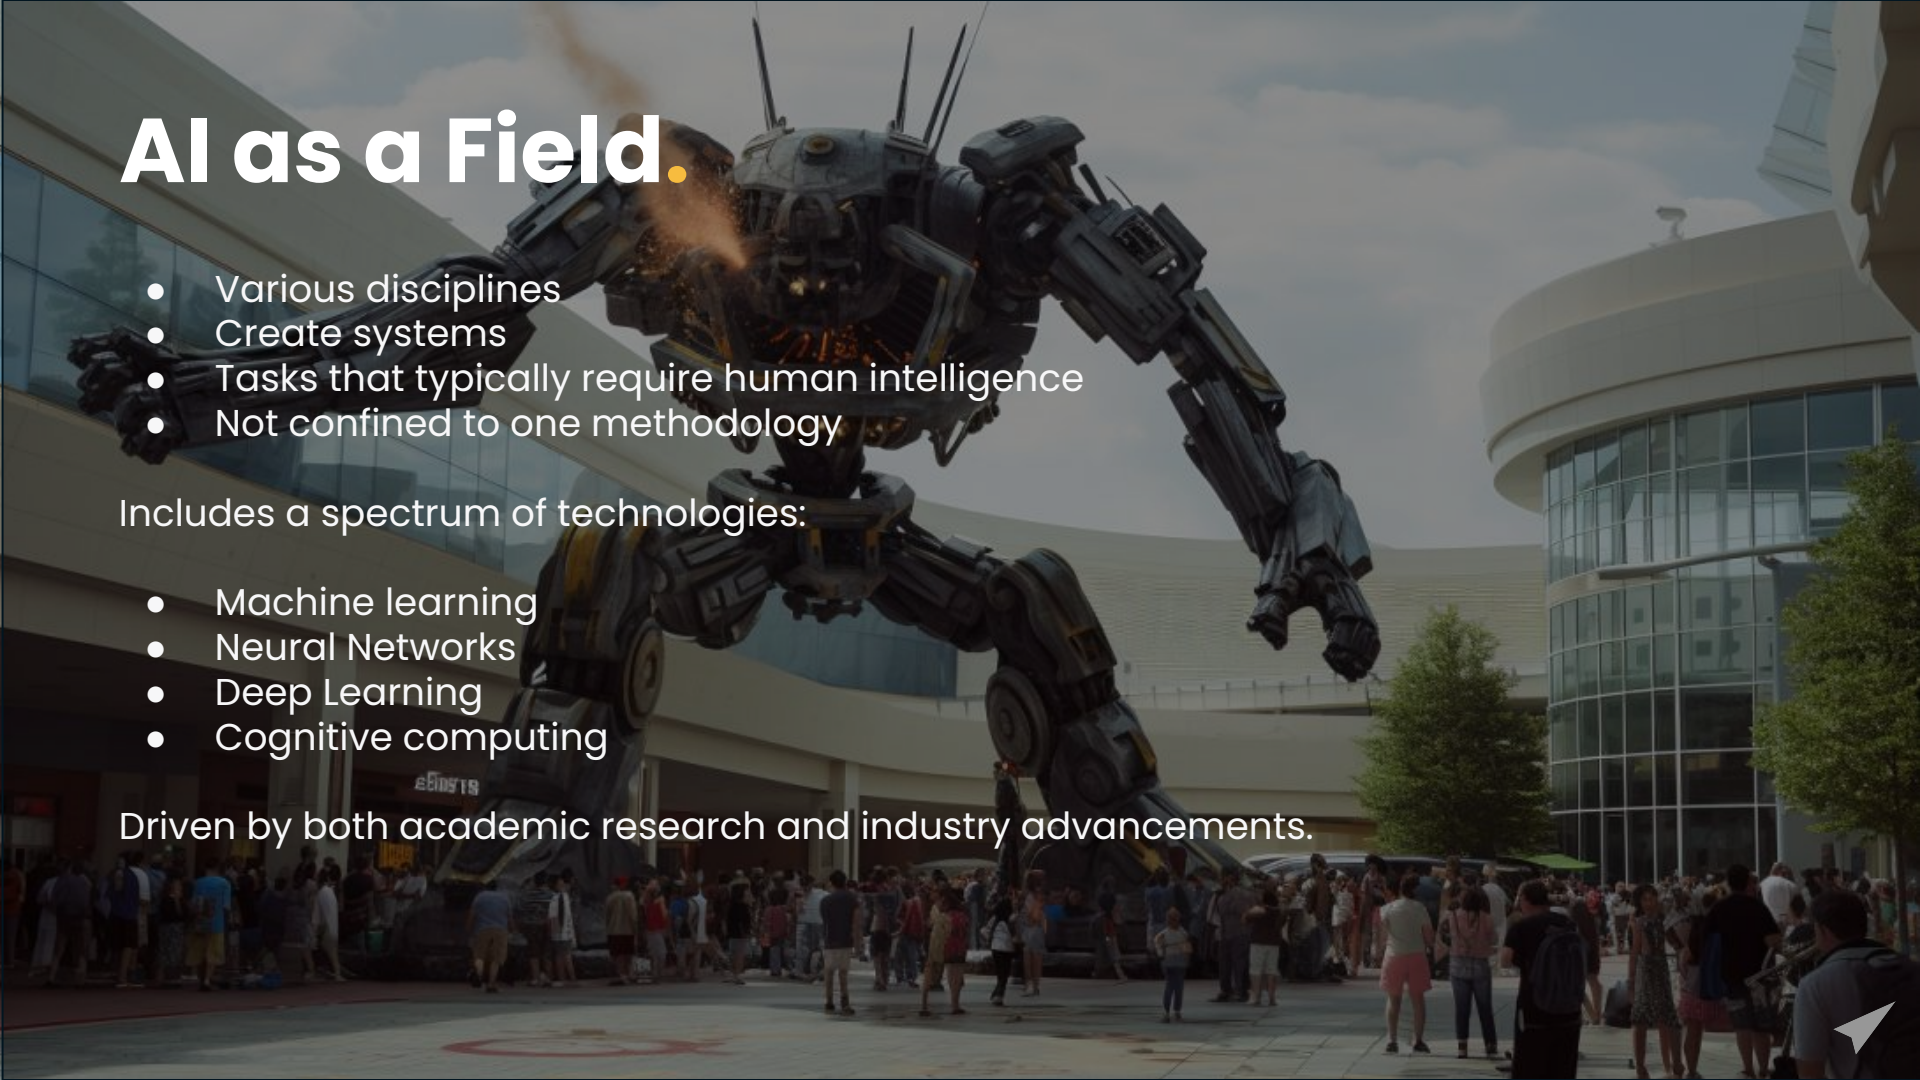 AI as a Field.
● Various disciplines
● Create systems
● Tasks that typically require human intelligence
● Not confined to one methodology
Includes a spectrum of technologies:
● Machine learning
● Neural Networks
● Deep Learning
● Cognitive computing
Driven by both academic research and industry advancements.